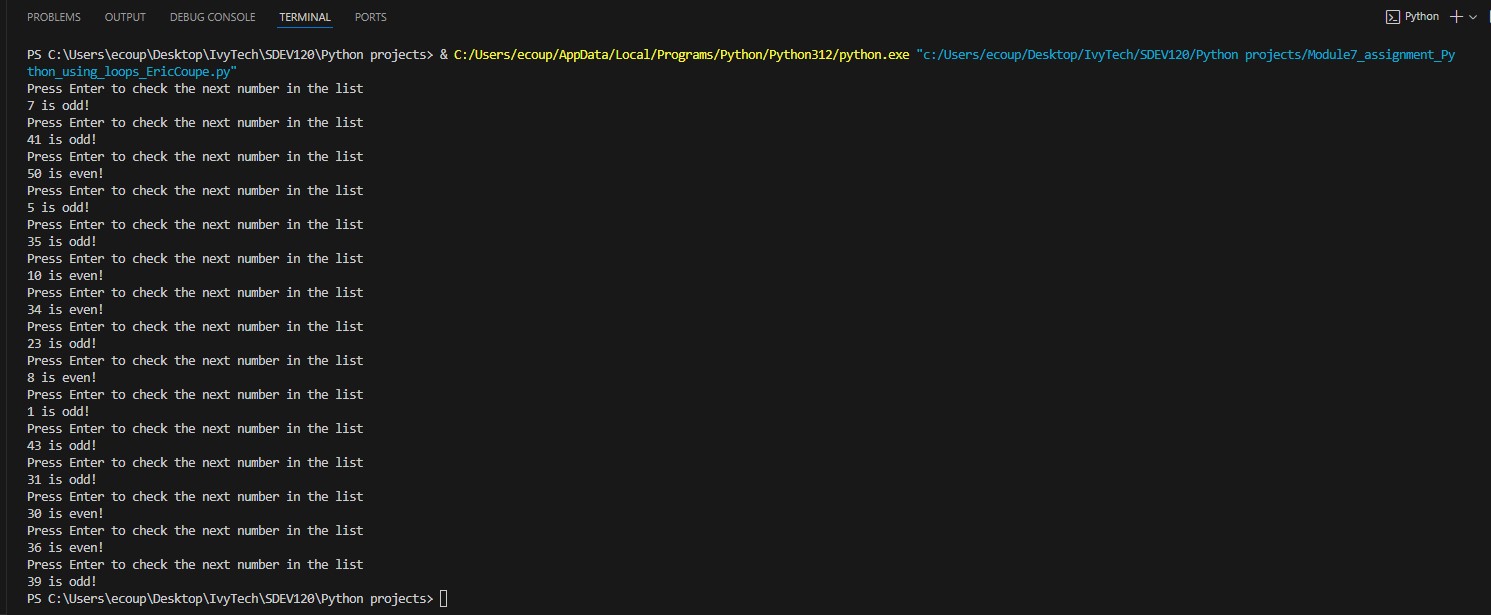 PROBLEMS OUTPUT DEBUG CONSOLE TERMINAL PORTS Python
PS C:\Users\ecoup\Desktop\IvyTech\SDEV120\Python projects> & C:/Users/ecoup/AppData/Local/Programs/Python/Python312/python.exe "c:/Users/ecoup/Desktop/IvyTech/SDEV120/Python projects/Module7_assignment_Py
thon_using_loops_EricCoupe.py"
Press Enter to check the next number in the list
7 is odd!
Press Enter to check the next number in the list
41 is odd!
Press Enter to check the next number in the list
50 is even!
Press Enter to check the next number in the list
5 is odd!
Press Enter to check the next number in the list
35 is odd!
Press Enter to check the next number in the list
10 is even!
Press Enter to check the next number in the list
34 is even!
Press Enter to check the next number in the list
23 is odd!
Press Enter to check the next number in the list
8 is even!
Press Enter to check the next number in the list
1 is odd!
Press Enter to check the next number in the list
43 is odd!
Press Enter to check the next number in the list
31 is odd!
Press Enter to check the next number in the list
30 is even!
Press Enter to check the next number in the list
36 is even!
Press Enter to check the next number in the list
39 is odd!
PS C:\Users\ecoup\Desktop\IvyTech\SDEV120\Python projects>